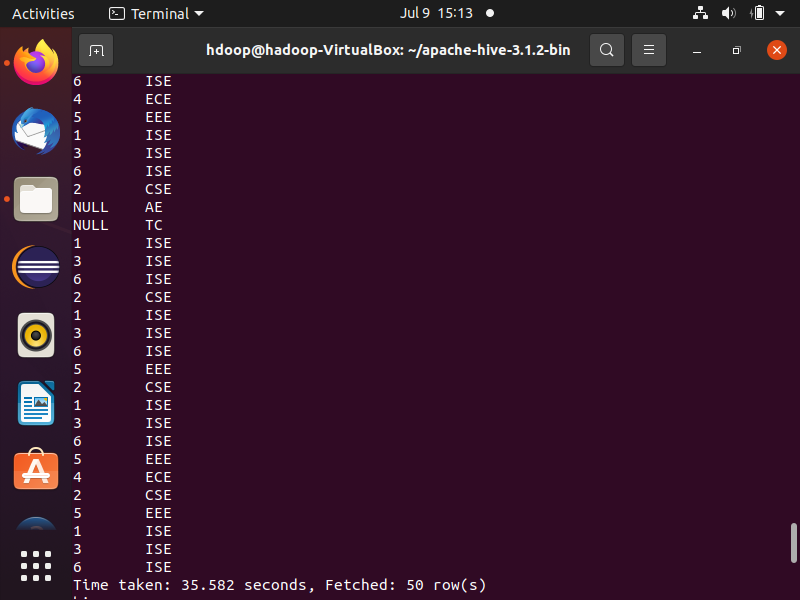 Activities Terminal Jul 9 15:13
hdoop@hadoop-VirtualBox: ~/apache-hive-3.1.2-bin
6 ISE
4 ECE
5 EEE
1 ISE
3 ISE
6 ISE
2 CSE
NULL AE
NULL TC
1 ISE
3 ISE
6 ISE
2 CSE
1 ISE
3 ISE
6 ISE
5 EEE
2 CSE
1 ISE
3 ISE
6 ISE
5 EEE
4 ECE
2 CSE
5 EEE
1 ISE
3 ISE
6 ISE
Time taken: 35.582 seconds, Fetched: 50 row(s)